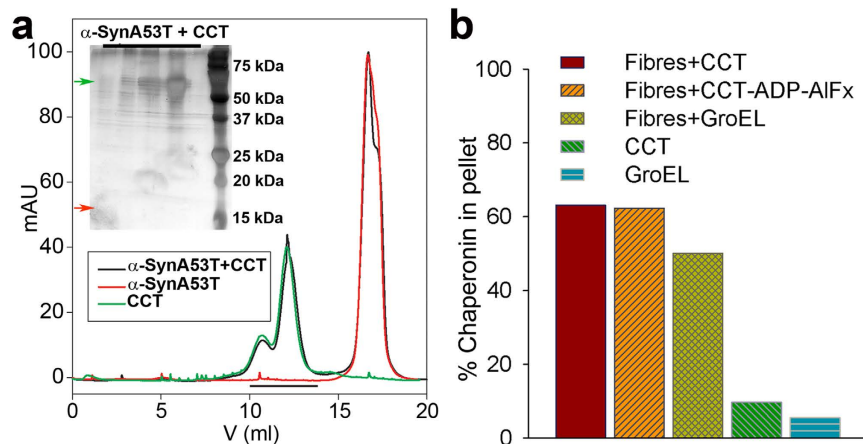 a
α-SynA53T + CCT
75 kDa
50 kDa
37 kDa
25 kDa
20 kDa
15 kDa
100
80
60
40
20
0
mAU
α-SynA53T+CCT
α-SynA53T
CCT
0 5 10 15 20
V (ml)
b
Fibres+CCT
Fibres+CCT-ADP-AlFx
Fibres+GroEL
CCT
GroEL
100
80
60
40
20
0
% Chaperonin in pellet